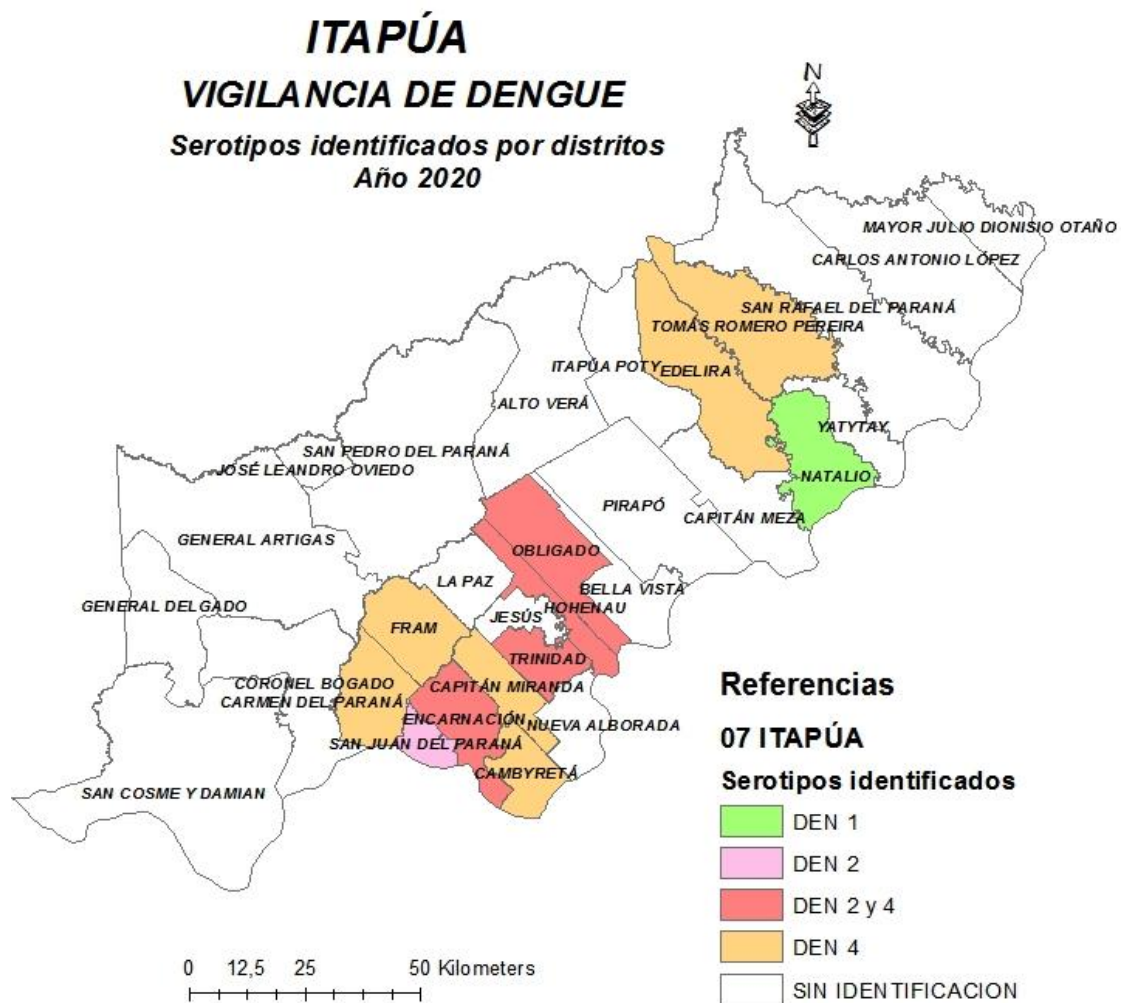 ITAPÚA
VIGILANCIA DE DENGUE
Serotipos identificados por distritos
Año 2020
N
MAYOR JULIO DIONISIO OTAÑO
CARLOS ANTONIO LÓPEZ
SAN RAFAEL DEL PARANÁ
TOMÁS ROMERO PEREIRA
ITAPÚA POTY
EDELIRA
ALTO VERÁ
YATYTAY
SAN PEDRO DEL PARANÁ
JOSÉ LEANDRO OVIEDO
NATALIO
PIRAPÓ
CAPITÁN MEZA
GENERAL ARTIGAS
OBLIGADO
LA PAZ
BELLA VISTA
GENERAL DELGADO
HOHENAU
JESÚS
FRAM
TRINIDAD
CORONEL BOGADO
CAPITÁN MIRANDA
CARMEN DEL PARANÁ
ENCARNACIÓN
NUEVA ALBORADA
SAN JUAN DEL PARANÁ
CAMBYRETÁ
SAN COSME Y DAMIAN
Referencias
07 ITAPÚA
Serotipos identificados
DEN 1
DEN 2
DEN 2 y 4
DEN 4
SIN IDENTIFICACION
0 12,5 25 50 Kilometers